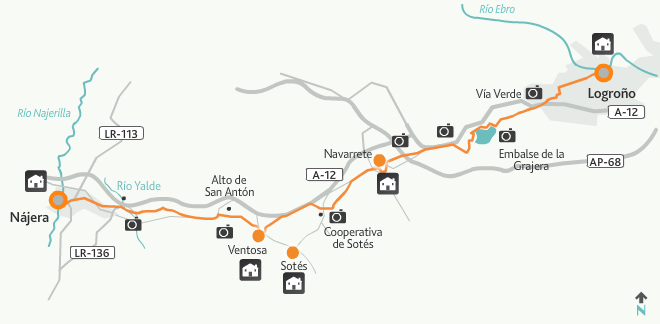 Río Ebro
Logroño
Vía Verde
A-12
Río Najerilla
LR-113
Navarrete
Embalse de la
Grajera
AP-68
A-12
Río Yalde
Alto de
San Antón
Nájera
Cooperativa
de Sotés
Ventosa
LR-136
Sotés
N